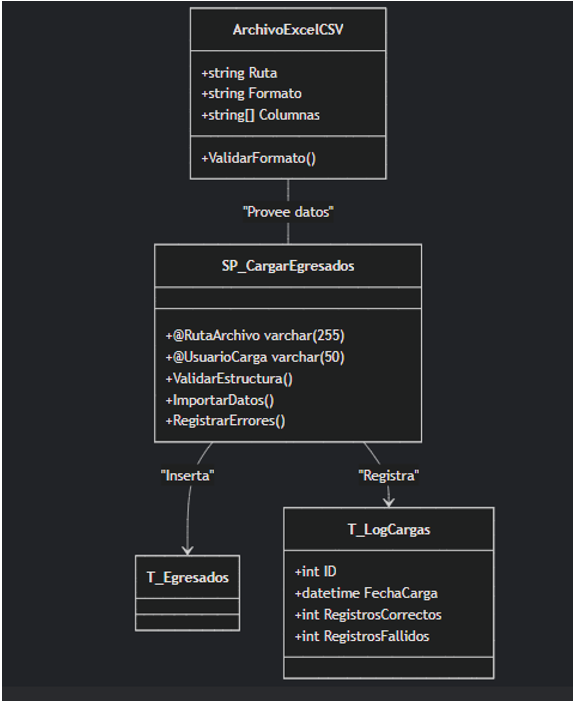 ArchivoExcelCSV
+string Ruta
+string Formato
+string[] Columnas
+ValidarFormato()
"Provee datos"
SP_CargarEgresados
+@RutaArchivo varchar(255)
+@UsuarioCarga varchar(50)
+ValidarEstructura()
+ImportarDatos()
+RegistrarErrores()
"Inserta"
"Registra"
T_Egresados
T_LogCargas
+int ID
+datetime FechaCarga
+int RegistrosCorrectos
+int RegistrosFallidos